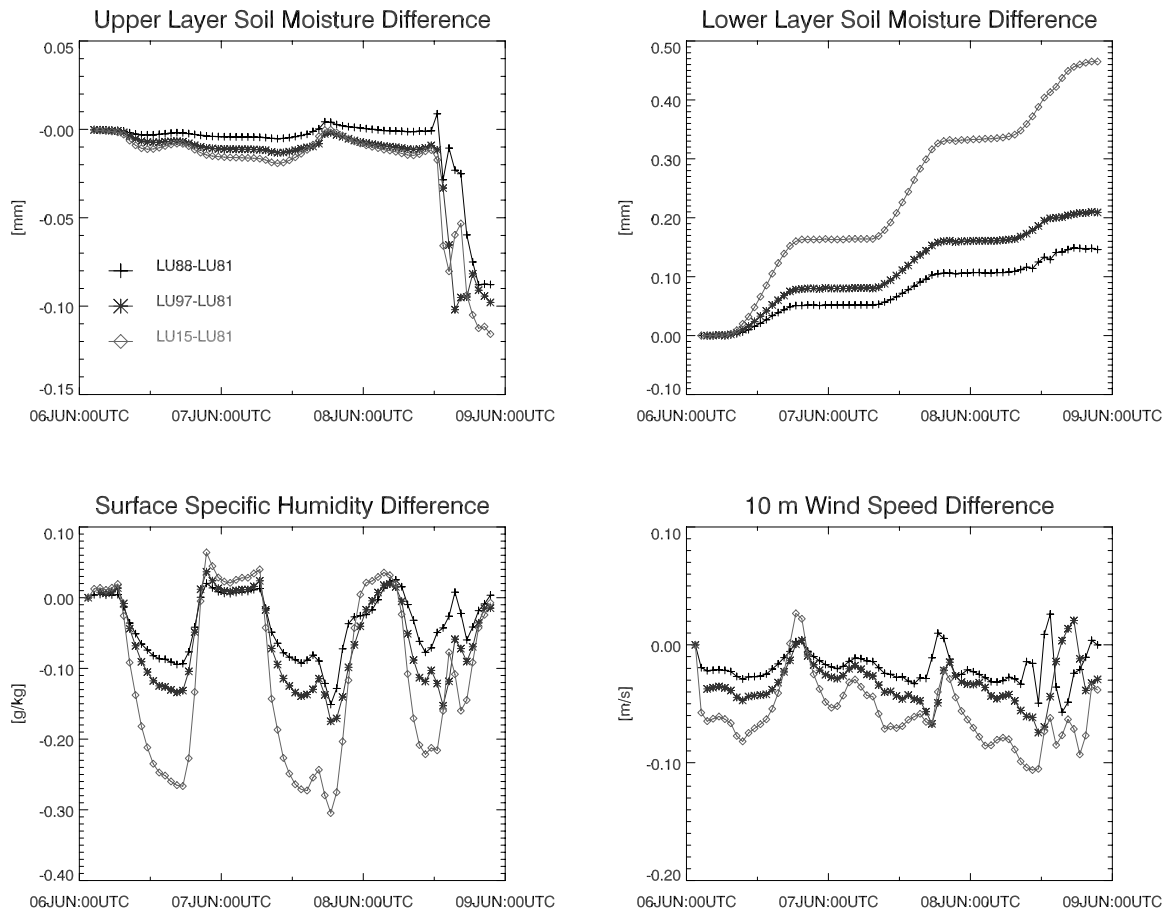 Upper Layer Soil Moisture Difference
0.05
-0.00
-0.05
-0.10
-0.15
[mm]
LU88-LU81
LU97-LU81
LU15-LU81
06JUN:00UTC 07JUN:00UTC 08JUN:00UTC 09JUN:00UTC
Lower Layer Soil Moisture Difference
0.50
0.40
0.30
0.20
0.10
0.00
-0.10
[mm]
06JUN:00UTC 07JUN:00UTC 08JUN:00UTC 09JUN:00UTC
Surface Specific Humidity Difference
0.10
0.00
-0.10
-0.20
-0.30
-0.40
[g/kg]
06JUN:00UTC 07JUN:00UTC 08JUN:00UTC 09JUN:00UTC
10 m Wind Speed Difference
0.10
0.00
-0.10
-0.20
[m/s]
06JUN:00UTC 07JUN:00UTC 08JUN:00UTC 09JUN:00UTC